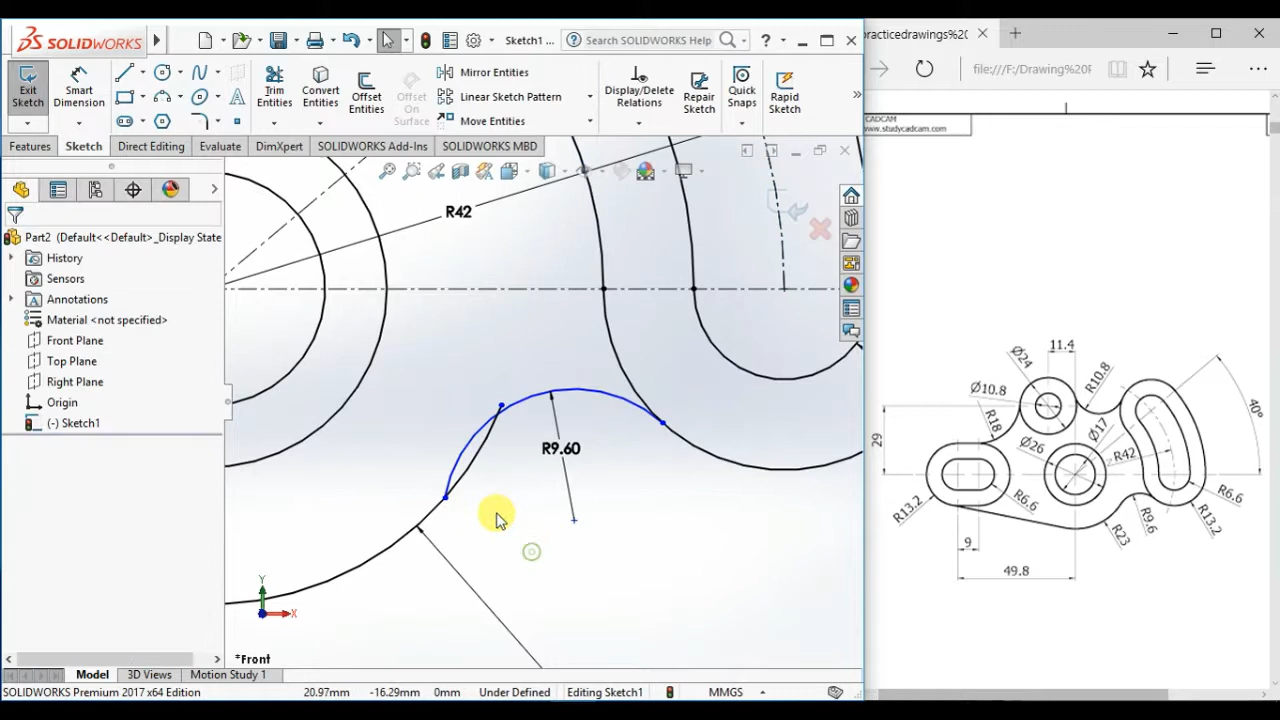 SOLIDWORKS
Sketch1 ...
Search SOLIDWORKS Help
?
practicedrawings%20
file:///F:/Drawing%20F
Exit Sketch
Smart Dimension
Trim Entities
Convert Entities
Offset Entities
Offset On Surface
Mirror Entities
Linear Sketch Pattern
Move Entities
Display/Delete Relations
Repair Sketch
Quick Snaps
Rapid Sketch
Features
Sketch
Direct Editing
Evaluate
DimXpert
SOLIDWORKS Add-Ins
SOLIDWORKS MBD
CADCAM
www.studycadcam.com
Part2 (Default<<Default>_Display State
History
Sensors
Annotations
Material <not specified>
Front Plane
Top Plane
Right Plane
Origin
(-) Sketch1
R42
R9.60
Y
X
*Front
11.4
Ø24
R10.8
Ø10.8
40°
R18
29
Ø17
Ø26
R42
R13.2
R6.6
R6.6
R9.6
R13.2
R23
9
49.8
Model
3D Views
Motion Study 1
SOLIDWORKS Premium 2017 x64 Edition
20.97mm
-16.29mm
0mm
Under Defined
Editing Sketch1
MMGS